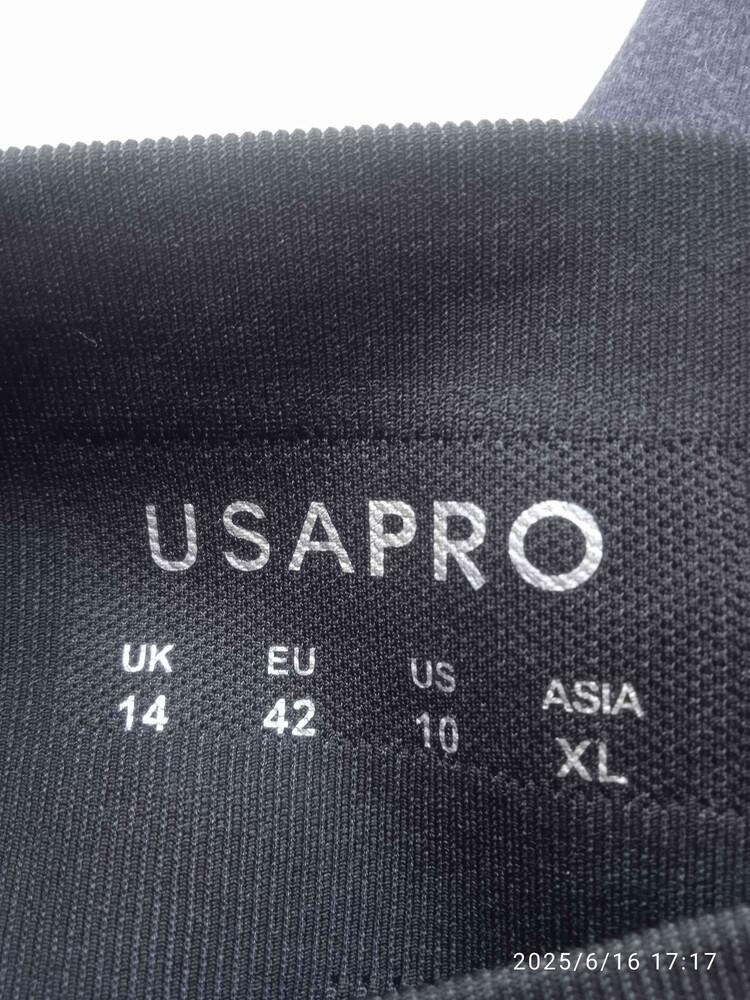 USAPRO
UK EU US ASIA
14 42 10 XL
2025/6/16 17:17